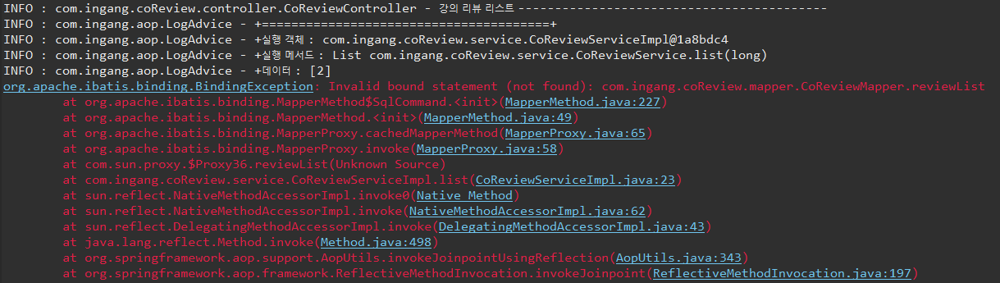 INFO : com.ingang.coReview.controller.CoReviewController - 강의 리뷰 리스트 ------------------------------------------
INFO : com.ingang.aop.LogAdvice - +=======================================+
INFO : com.ingang.aop.LogAdvice - +실행 객체 : com.ingang.coReview.service.CoReviewServiceImpl@1a8bdc4
INFO : com.ingang.aop.LogAdvice - +실행 메서드 : List com.ingang.coReview.service.CoReviewService.list(long)
INFO : com.ingang.aop.LogAdvice - +데이터 : [2]
org.apache.ibatis.binding.BindingException: Invalid bound statement (not found): com.ingang.coReview.mapper.CoReviewMapper.reviewList
at org.apache.ibatis.binding.MapperMethod$SqlCommand.<init>(MapperMethod.java:227)
at org.apache.ibatis.binding.MapperMethod.<init>(MapperMethod.java:49)
at org.apache.ibatis.binding.MapperProxy.cachedMapperMethod(MapperProxy.java:65)
at org.apache.ibatis.binding.MapperProxy.invoke(MapperProxy.java:58)
at com.sun.proxy.$Proxy36.reviewList(Unknown Source)
at com.ingang.coReview.service.CoReviewServiceImpl.list(CoReviewServiceImpl.java:23)
at sun.reflect.NativeMethodAccessorImpl.invoke0(Native Method)
at sun.reflect.NativeMethodAccessorImpl.invoke(NativeMethodAccessorImpl.java:62)
at sun.reflect.DelegatingMethodAccessorImpl.invoke(DelegatingMethodAccessorImpl.java:43)
at java.lang.reflect.Method.invoke(Method.java:498)
at org.springframework.aop.support.AopUtils.invokeJoinpointUsingReflection(AopUtils.java:343)
at org.springframework.aop.framework.ReflectiveMethodInvocation.invokeJoinpoint(ReflectiveMethodInvocation.java:197)